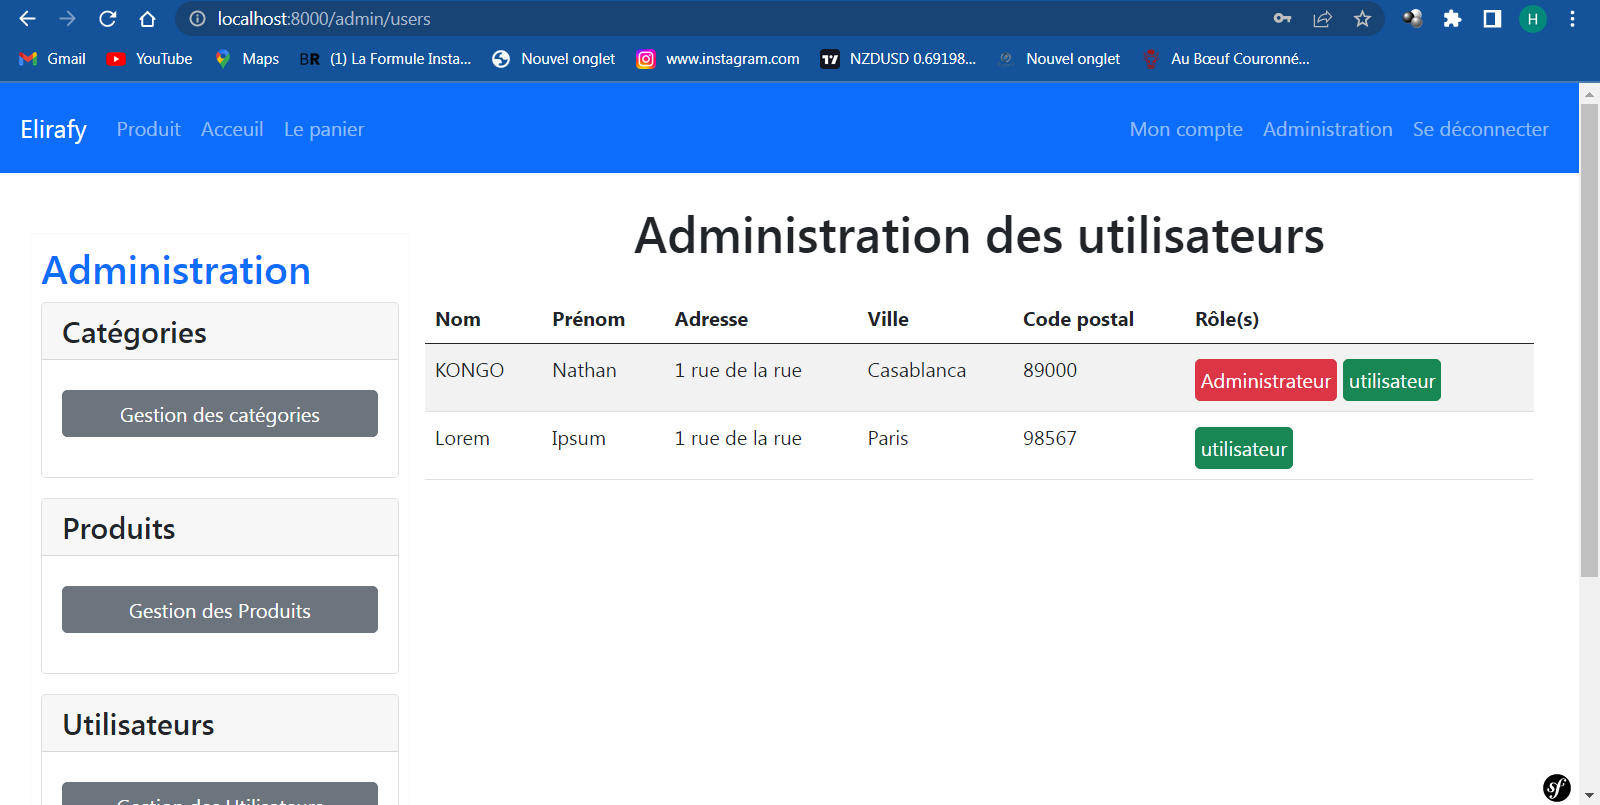 localhost:8000/admin/users
H
Gmail YouTube Maps BR (1) La Formule Insta... Nouvel onglet www.instagram.com NZDUSD 0.69198... Nouvel onglet Au Bœuf Couronné...
Elirafy Produit Acceuil Le panier Mon compte Administration Se déconnecter
Administration des utilisateurs
Administration
Catégories
Gestion des catégories
Produits
Gestion des Produits
Utilisateurs
Gestion des Utilisateurs
Nom Prénom Adresse Ville Code postal Rôle(s)
KONGO Nathan 1 rue de la rue Casablanca 89000 Administrateur utilisateur
Lorem Ipsum 1 rue de la rue Paris 98567 utilisateur
sf